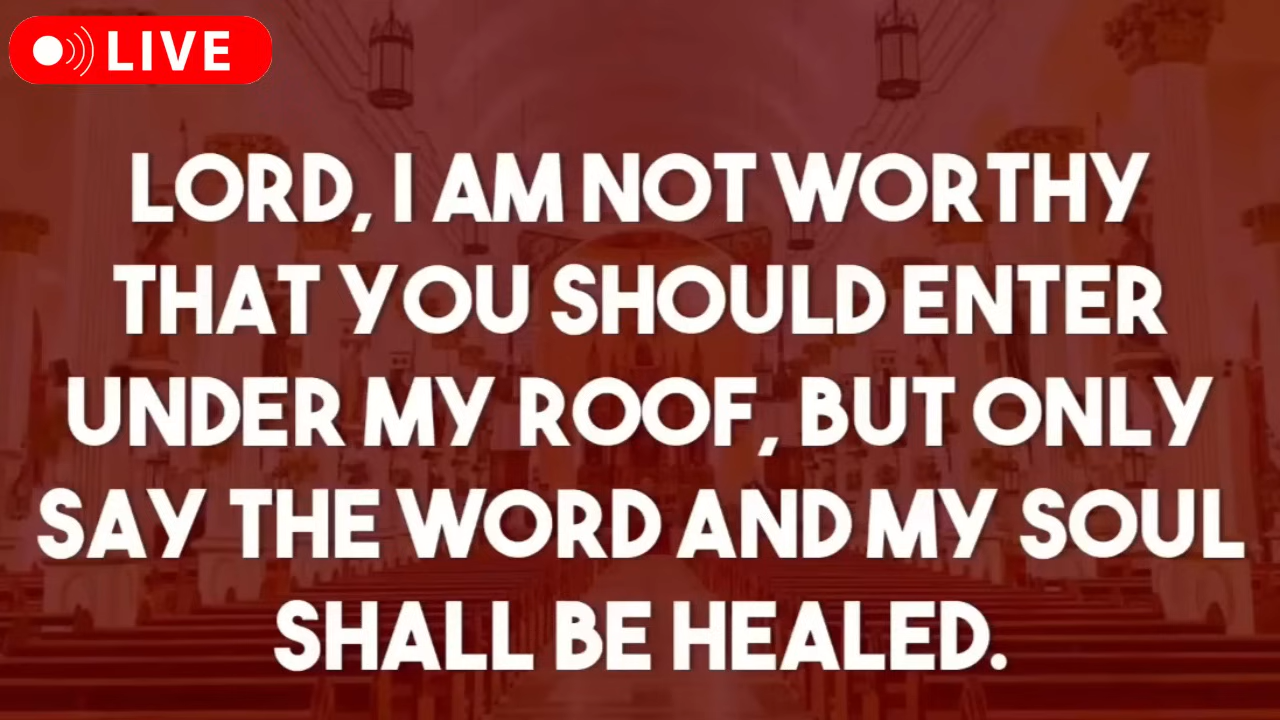 LIVE
LORD, I AM NOT WORTHY
THAT YOU SHOULD ENTER
UNDER MY ROOF, BUT ONLY
SAY THE WORD AND MY SOUL
SHALL BE HEALED.